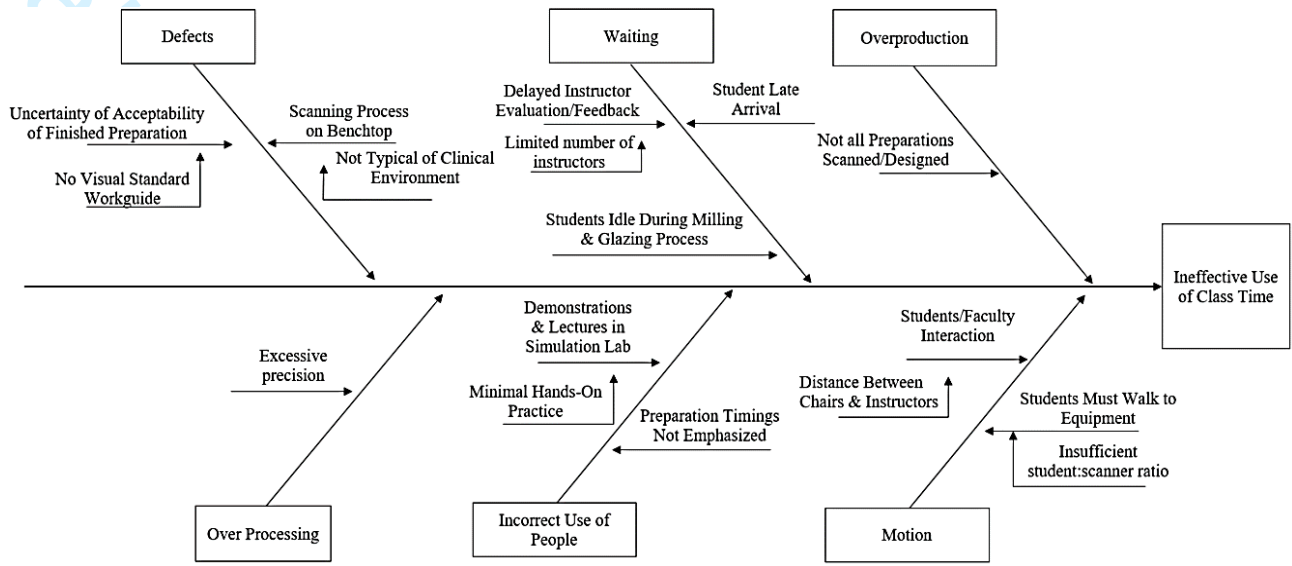 Defects
Waiting
Overproduction
Uncertainty of Acceptability
of Finished Preparation
No Visual Standard
Workguide
Scanning Process
on Benchtop
Not Typical of Clinical
Environment
Delayed Instructor
Evaluation/Feedback
Limited number of
instructors
Student Late
Arrival
Students Idle During Milling
& Glazing Process
Not all Preparations
Scanned/Designed
Ineffective Use
of Class Time
Excessive
precision
Demonstrations
& Lectures in
Simulation Lab
Minimal Hands-On
Practice
Preparation Timings
Not Emphasized
Students/Faculty
Interaction
Distance Between
Chairs & Instructors
Students Must Walk to
Equipment
Insufficient
student:scanner ratio
Over Processing
Incorrect Use of
People
Motion